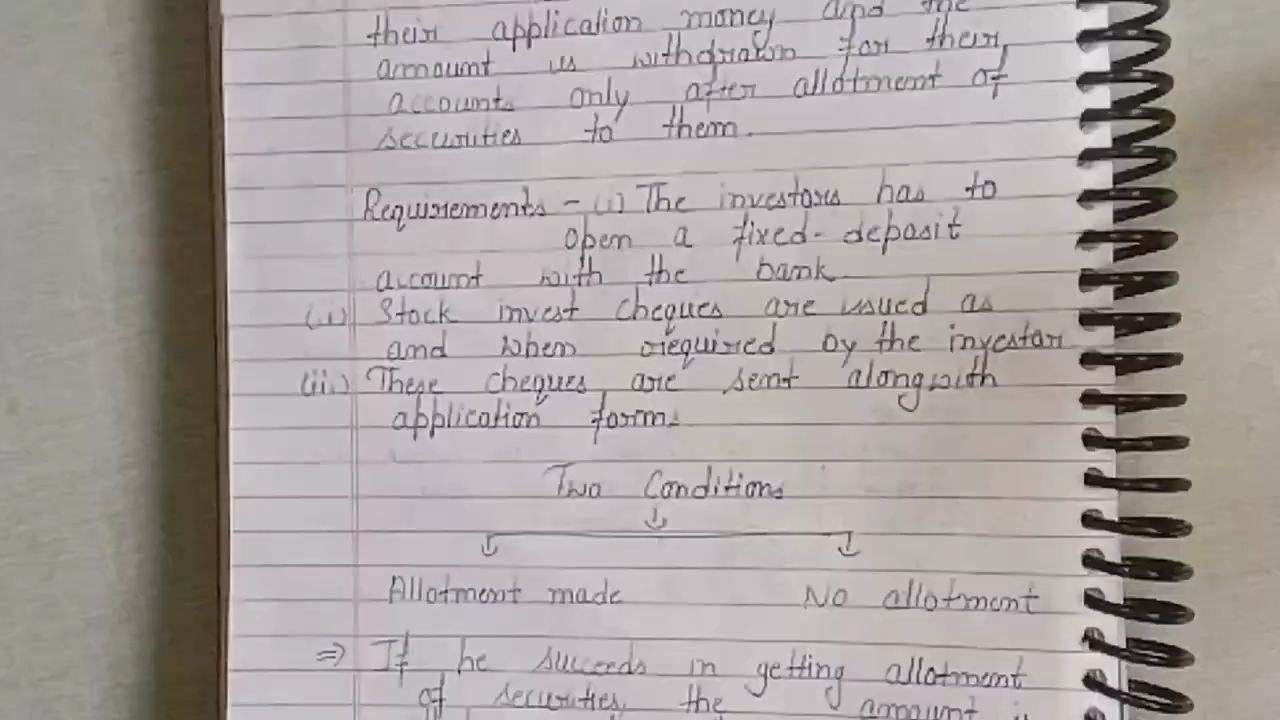 their application money and the
amount is withdrawn for their
accounts only after allotment of
securities to them.
Requirements - (i) The investors has to
open a fixed-deposit
account with the bank
(ii) Stock invest cheques are issued as
and when required by the investor
(iii) These cheques are sent alongwith
application forms
Two Conditions
Allotment made No allotment
⇒ If he succeeds in getting allotment
of securities, the amount is